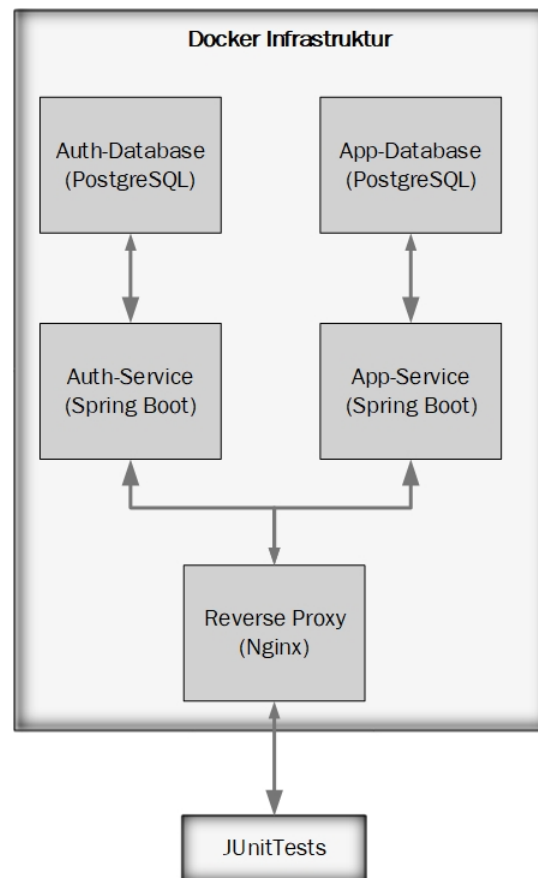 Docker Infrastruktur
Auth-Database
(PostgreSQL)
App-Database
(PostgreSQL)
Auth-Service
(Spring Boot)
App-Service
(Spring Boot)
Reverse Proxy
(Nginx)
JUnitTests